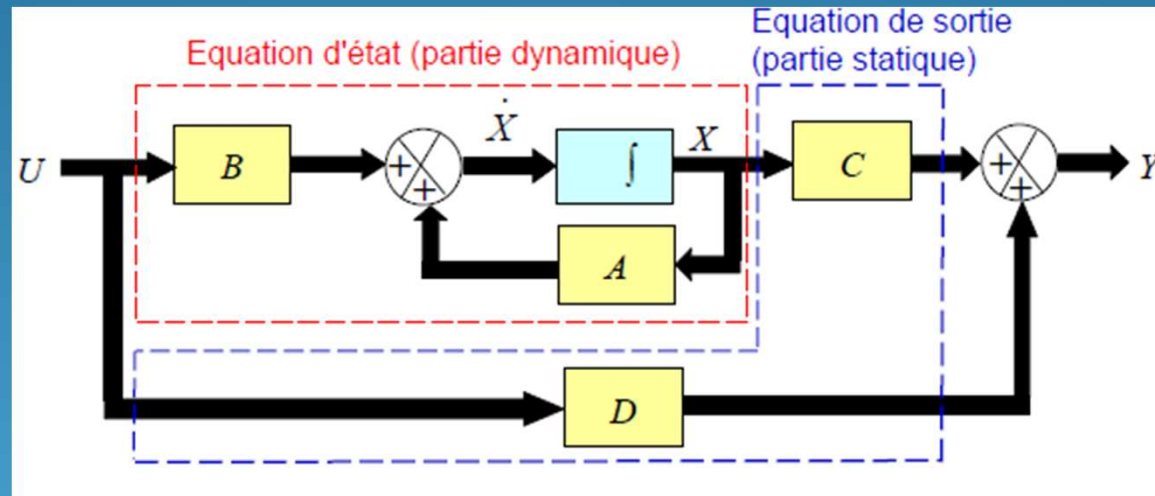 Equation de sortie
(partie statique)
Equation d'état (partie dynamique)
U B + + Ẋ ∫ X C + + Y
A
D